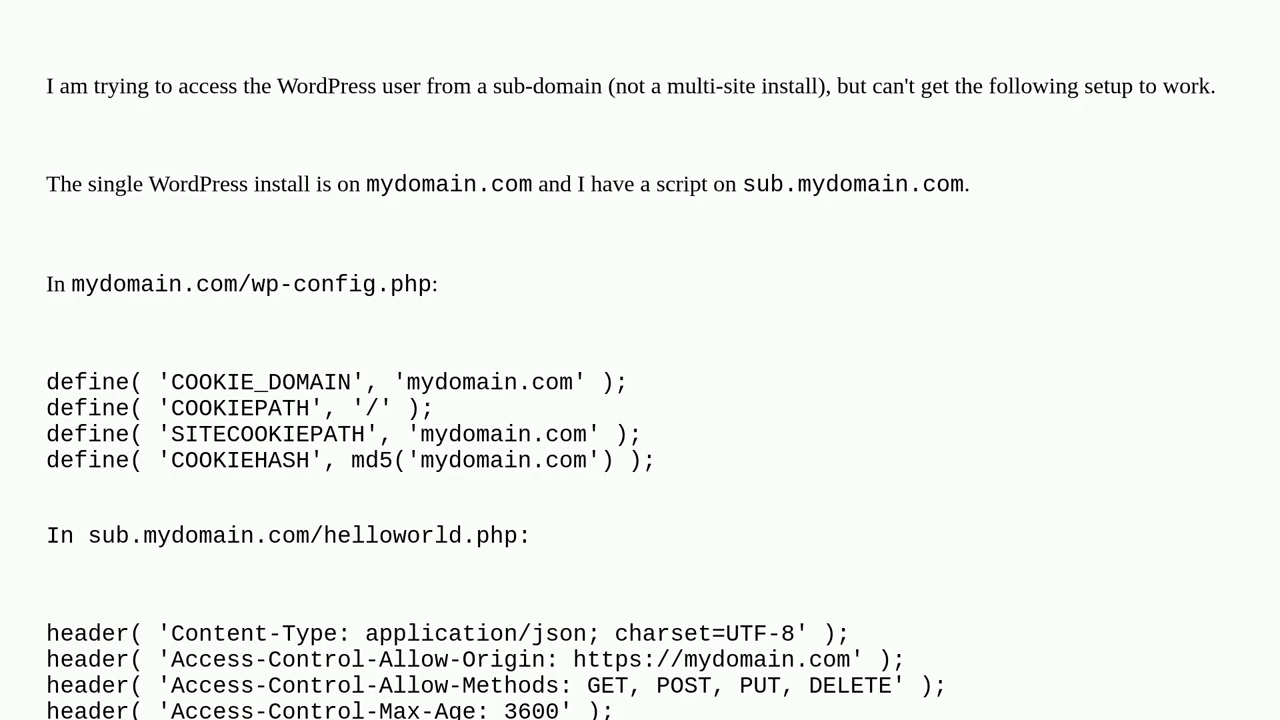 I am trying to access the WordPress user from a sub-domain (not a multi-site install), but can't get the following setup to work.
The single WordPress install is on mydomain.com and I have a script on sub.mydomain.com.
In mydomain.com/wp-config.php:
define( 'COOKIE_DOMAIN', 'mydomain.com' );
define( 'COOKIEPATH', '/' );
define( 'SITECOOKIEPATH', 'mydomain.com' );
define( 'COOKIEHASH', md5('mydomain.com') );
In sub.mydomain.com/helloworld.php:
header( 'Content-Type: application/json; charset=UTF-8' );
header( 'Access-Control-Allow-Origin: https://mydomain.com' );
header( 'Access-Control-Allow-Methods: GET, POST, PUT, DELETE' );
header( 'Access-Control-Max-Age: 3600' );